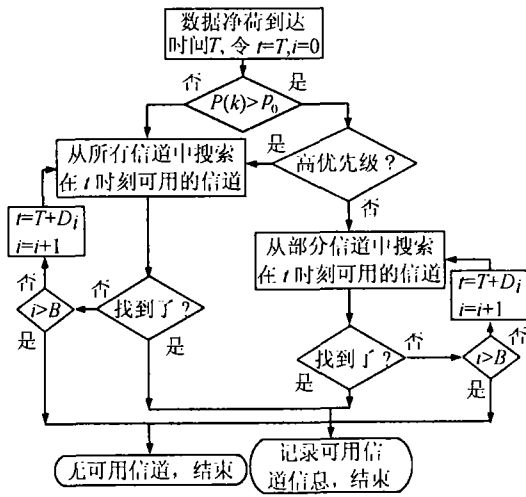 数据净荷到达
时间T, 令 t=T,i=0
否
是
P(k)>p₀
从所有信道中搜索
在 t 时刻可用的信道
是
高优先级？
否
t=T+Dᵢ
i=i+1
从部分信道中搜索
在 t 时刻可用的信道
t=T+Dᵢ
i=i+1
否
i>B
是
否
找到了？
是
找到了？
否
是
否
i>B
是
无可用信道，结束
记录可用信
道信息，结束